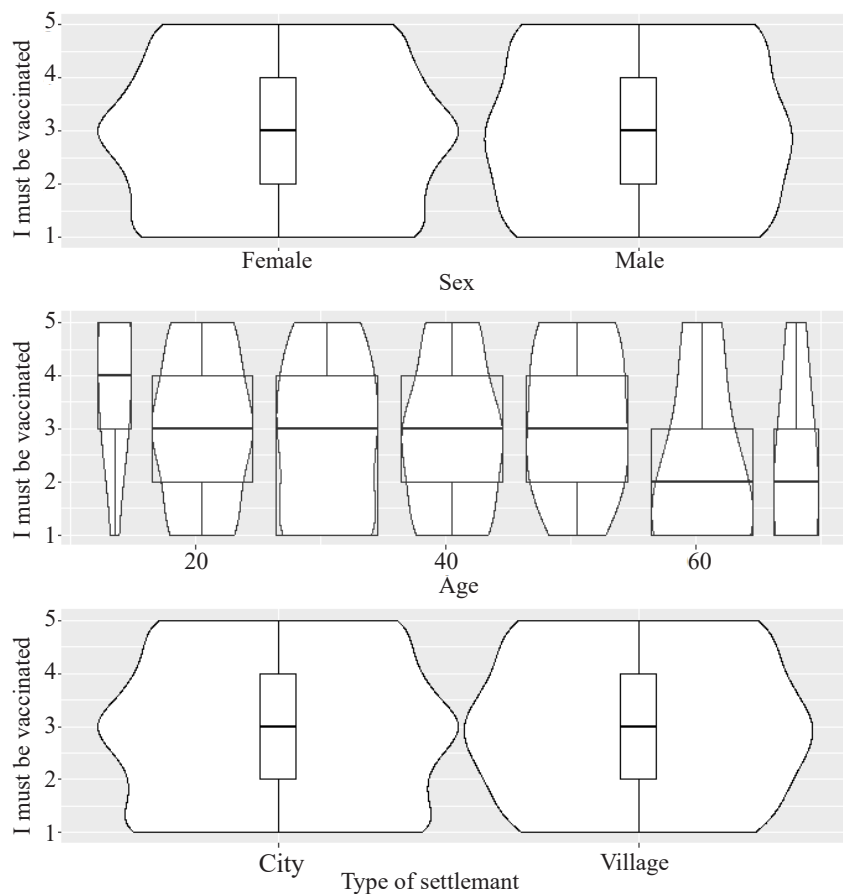 I must be vaccinated
5
4
3
2
1
Female Male
Sex
I must be vaccinated
5
4
3
2
1
20 40 60
Age
I must be vaccinated
5
4
3
2
1
City Village
Type of settlemant